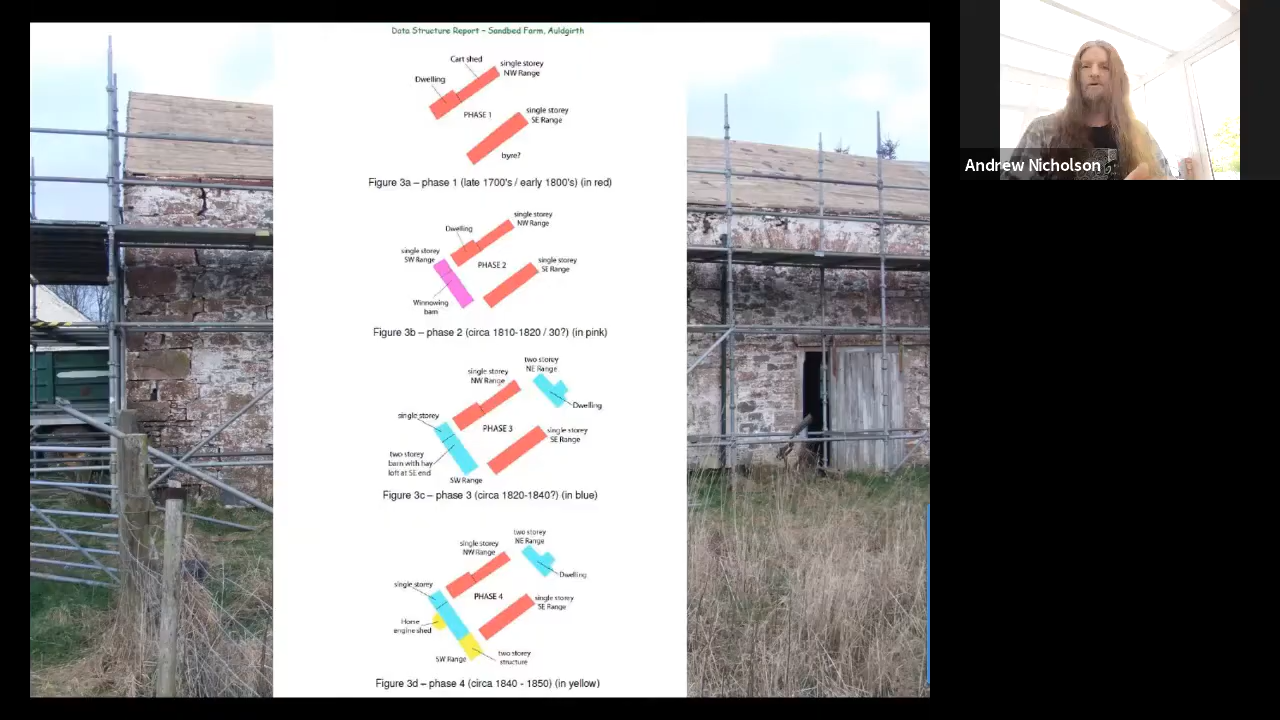 Data Structure Report – Sandbed Farm, Auldgirth
Cart shed
single storey
NW Range
Dwelling
PHASE 1
single storey
SE Range
byre?
Figure 3a – phase 1 (late 1700's / early 1800's) (in red)
single storey
NW Range
Dwelling
single storey
SW Range
PHASE 2
single storey
SE Range
Winnowing
barn
Figure 3b – phase 2 (circa 1810-1820 / 30?) (in pink)
two storey
NE Range
single storey
NW Range
Dwelling
single storey
PHASE 3
single storey
SE Range
two storey
barn with hay
loft at SE end
SW Range
Figure 3c – phase 3 (circa 1820-1840?) (in blue)
two storey
NE Range
single storey
NW Range
Dwelling
single storey
PHASE 4
single storey
SE Range
Horse
engine shed
SW Range
two storey
structure
Figure 3d – phase 4 (circa 1840 - 1850) (in yellow)
Andrew Nicholson